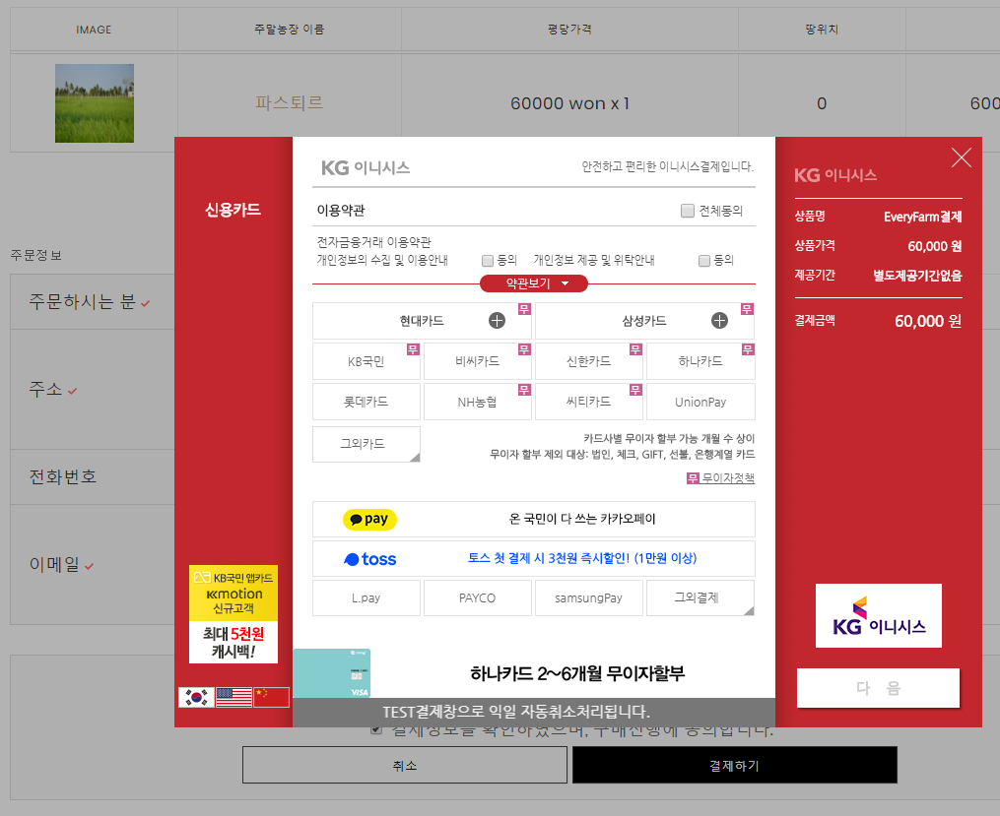 IMAGE
주말농장 이름
평당가격
땅위치
파스퇴르
60000 won x 1
0
600
주문정보
주문하시는 분
주소
전화번호
이메일
신용카드
KB국민 앱카드
K-motion
신규고객
최대 5천원
캐시백!
KG 이니시스
안전하고 편리한 이니시스결제입니다.
이용약관
전체동의
전자금융거래 이용약관
개인정보의 수집 및 이용안내
동의
개인정보 제공 및 위탁안내
동의
약관보기
현대카드
무
삼성카드
무
KB국민
무
비씨카드
무
신한카드
무
하나카드
무
롯데카드
NH농협
무
씨티카드
무
UnionPay
그외카드
카드사별 무이자 할부 가능 개월 수 상이
무이자 할부 제외 대상: 법인, 체크, GIFT, 선불, 은행계열 카드
무 무이자정책
pay
온 국민이 다 쓰는 카카오페이
toss
토스 첫 결제 시 3천원 즉시할인! (1만원 이상)
L.pay
PAYCO
samsungPay
그외결제
VISA
하나카드 2~6개월 무이자할부
TEST결제창으로 익일 자동취소처리됩니다.
KG 이니시스
상품명
EveryFarm결제
상품가격
60,000 원
제공기간
별도제공기간없음
결제금액
60,000 원
KG 이니시스
다 음
결제정보를 확인하였으며, 구매진행에 동의합니다.
취소
결제하기